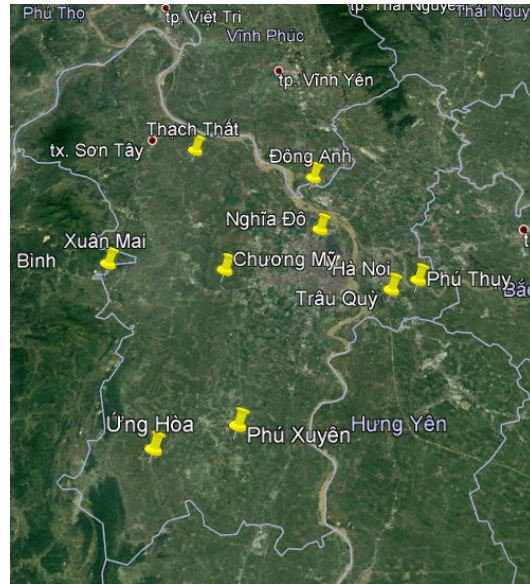 Phú Thọ
tp. Việt Trì
Vĩnh Phúc
tp. Thái Nguyên
Thái Nguy
tp. Vĩnh Yên
Thạch Thất
tx. Sơn Tây
Đông Anh
Nghĩa Đô
Xuân Mai
Bình
Chương Mỹ
Hà Noi
Phú Thụy
Trâu Quỳ
Bắc
Ứng Hòa
Phú Xuyên
Hưng Yên